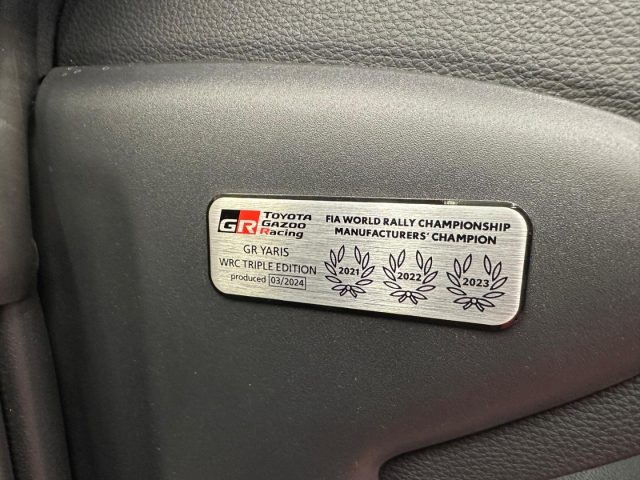 GR TOYOTA
GAZOO
Racing
GR YARIS
WRC TRIPLE EDITION
produced 03/2024
FIA WORLD RALLY CHAMPIONSHIP
MANUFACTURERS' CHAMPION
2021 2022 2023